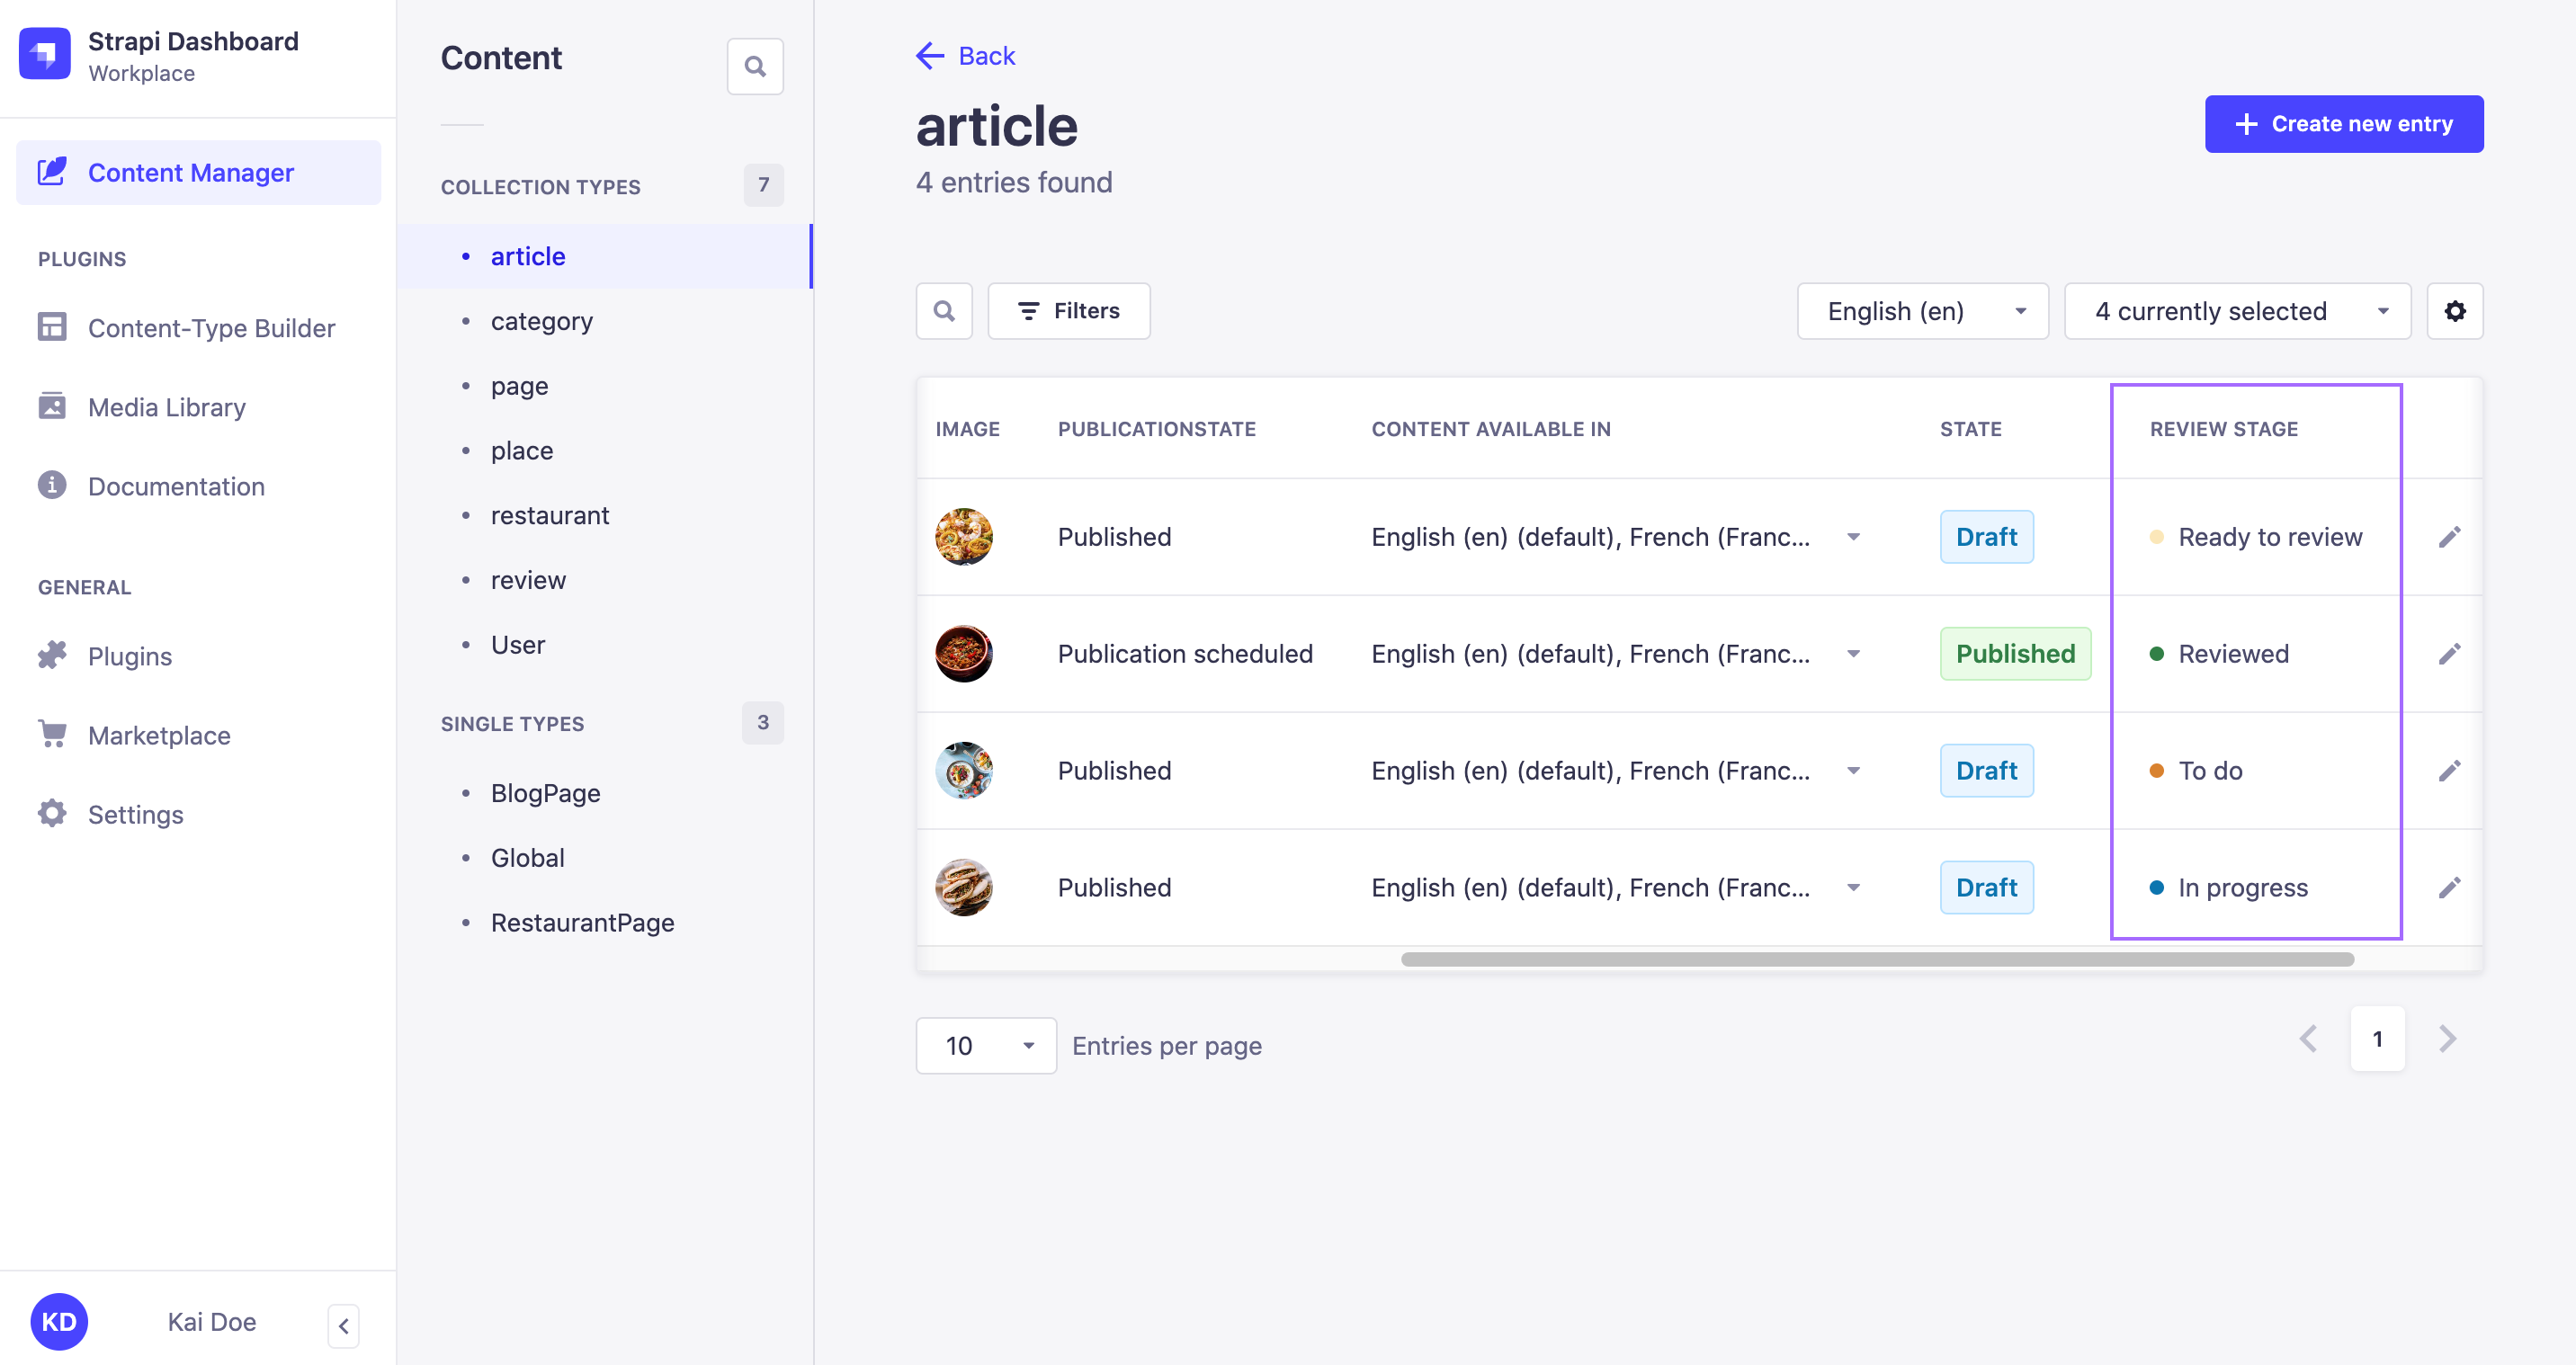 Strapi Dashboard
Workplace
Content Manager
PLUGINS
Content-Type Builder
Media Library
Documentation
GENERAL
Plugins
Marketplace
Settings
KD
Kai Doe
Content
COLLECTION TYPES 7
article
category
page
place
restaurant
review
User
SINGLE TYPES 3
BlogPage
Global
RestaurantPage
Back
article
4 entries found
Create new entry
Filters
English (en)
4 currently selected
IMAGE PUBLICATIONSTATE CONTENT AVAILABLE IN STATE REVIEW STAGE
Published English (en) (default), French (Franc... Draft Ready to review
Publication scheduled English (en) (default), French (Franc... Published Reviewed
Published English (en) (default), French (Franc... Draft To do
Published English (en) (default), French (Franc... Draft In progress
10 Entries per page
1